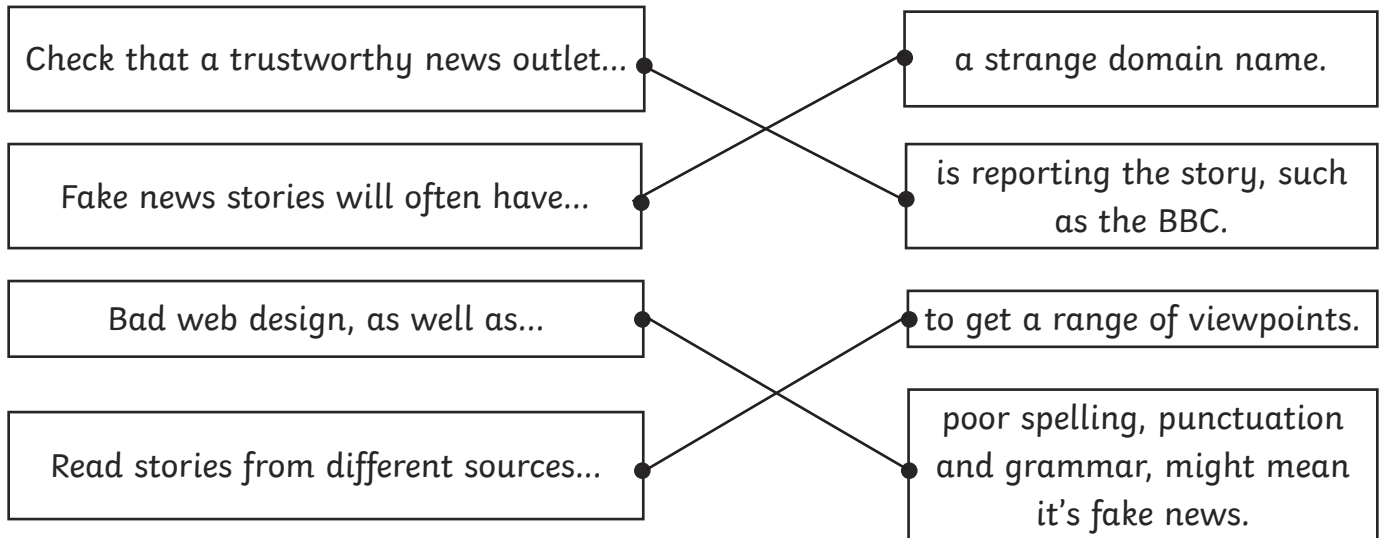 Check that a trustworthy news outlet...
a strange domain name.
Fake news stories will often have...
is reporting the story, such
as the BBC.
Bad web design, as well as...
to get a range of viewpoints.
Read stories from different sources...
poor spelling, punctuation
and grammar, might mean
it's fake news.